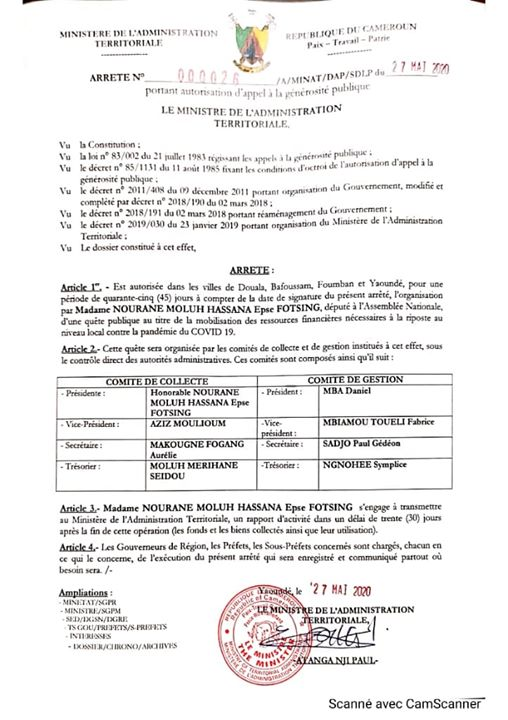 MINISTERE DE L'ADMINISTRATION
TERRITORIALE
REPUBLIQUE DU CAMEROUN
Paix – Travail – Patrie
ARRETE N° 000026 /A/MINAT/DAP/SDLP du 27 MAI 2020
portant autorisation d'appel à la générosité publique
LE MINISTRE DE L'ADMINISTRATION
TERRITORIALE,
Vu la Constitution ;
Vu la loi n° 83/002 du 21 juillet 1983 régissant les appels à la générosité publique ;
Vu le décret n° 85/1131 du 11 août 1985 fixant les conditions d'octroi de l'autorisation d'appel à la
générosité publique ;
Vu le décret n° 2011/408 du 09 décembre 2011 portant organisation du Gouvernement, modifié et
complété par décret n° 2018/190 du 02 mars 2018 ;
Vu le décret n° 2018/191 du 02 mars 2018 portant réaménagement du Gouvernement ;
Vu le décret n° 2019/030 du 23 janvier 2019 portant organisation du Ministère de l'Administration
Territoriale ;
Vu Le dossier constitué à cet effet,
ARRETE :
Article 1er. - Est autorisée dans les villes de Douala, Bafoussam, Foumban et Yaoundé, pour une
période de quarante-cinq (45) jours à compter de la date de signature du présent arrêté, l'organisation
par Madame NOURANE MOLUH HASSANA Epse FOTSING, député à l'Assemblée Nationale,
d'une quête publique au titre de la mobilisation des ressources financières nécessaires à la riposte au
niveau local contre la pandémie du COVID 19.
Article 2.- Cette quête sera organisée par les comités de collecte et de gestion institués à cet effet, sous
le contrôle direct des autorités administratives. Ces comités sont composés ainsi qu'il suit :
COMITE DE COLLECTE COMITE DE GESTION
- Présidente : Honorable NOURANE MOLUH HASSANA Epse FOTSING - Président : MBA Daniel
- Vice-Président : AZIZ MOULIOUM -Vice-président : MBIAMOU TOUELI Fabrice
- Secrétaire : MAKOUGNE FOGANG Aurélie - Secrétaire : SADJO Paul Gédéon
- Trésorier : MOLUH MERIHANE SEIDOU -Trésorier : NGNOHEE Symplice
Article 3.- Madame NOURANE MOLUH HASSANA Epse FOTSING s'engage à transmettre
au Ministère de l'Administration Territoriale, un rapport d'activité dans un délai de trente (30) jours
après la fin de cette opération (les fonds et les biens collectés ainsi que leur utilisation).
Article 4.- Les Gouverneurs de Région, les Préfets, les Sous-Préfets concernés sont chargés, chacun en
ce qui le concerne, de l'exécution du présent arrêté qui sera enregistré et communiqué partout où
besoin sera. /-
Ampliations :
- MINETAT/SGPR
- MINISTRE/SGPM
- SED/DGSN/DGRE
- TS GOU/PREFETS/S-PREFETS
- INTERESSES
- DOSSIER/CHRONO/ARCHIVES
Yaoundé, le 27 MAI 2020
LE MINISTRE DE L'ADMINISTRATION
TERRITORIALE,
LE MINISTRE
THE MINISTER
ATANGA NJI PAUL-
Scanné avec CamScanner